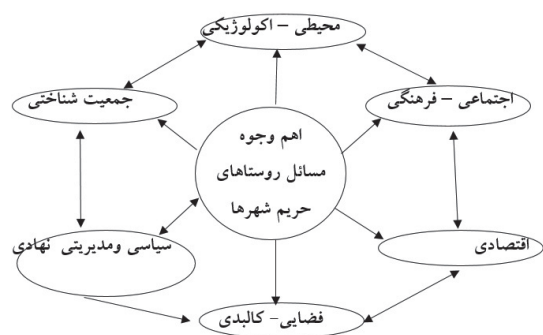 محیطی – اکولوژیکی
اجتماعی – فرهنگی
جمعیت شناختی
اهم وجوه
مسائل روستاهای
حریم شهرها
اقتصادی
سیاسی ومدیریتی نهادی
فضایی- کالبدی